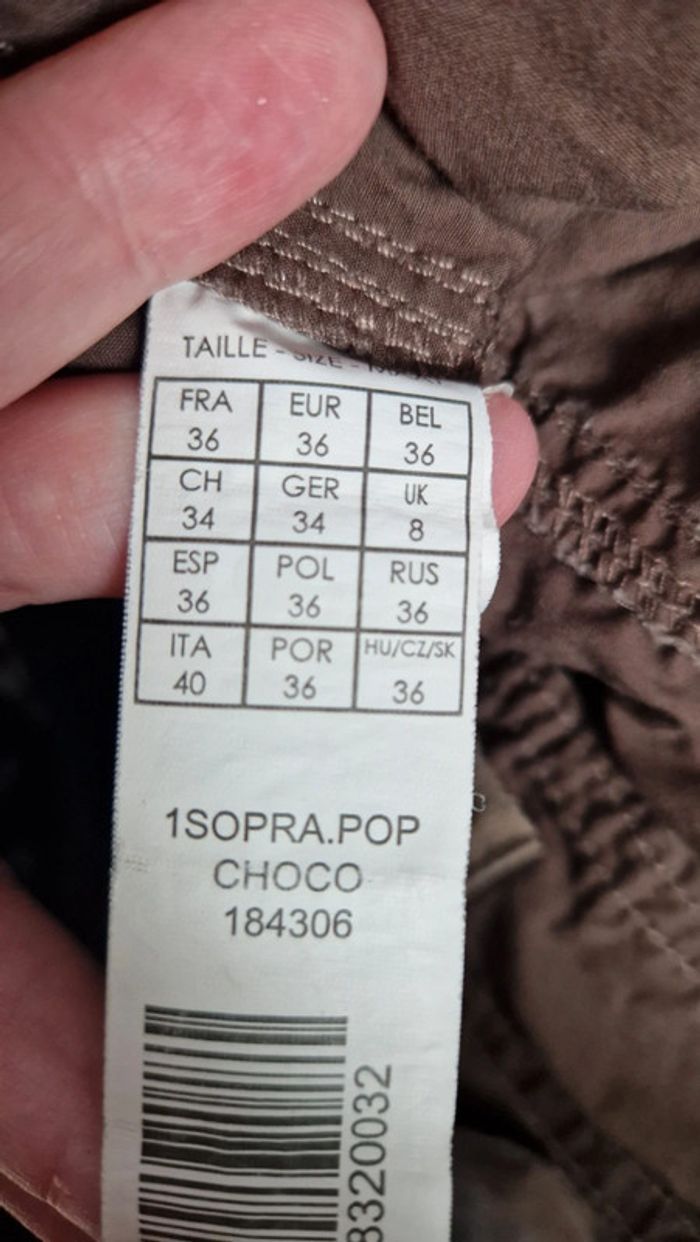 TAILLE - SIZE -
FRA EUR BEL
36 36 36
CH GER UK
34 34 8
ESP POL RUS
36 36 36
ITA POR HU/CZ/SK
40 36 36
1SOPRA.POP
CHOCO
184306
8320032